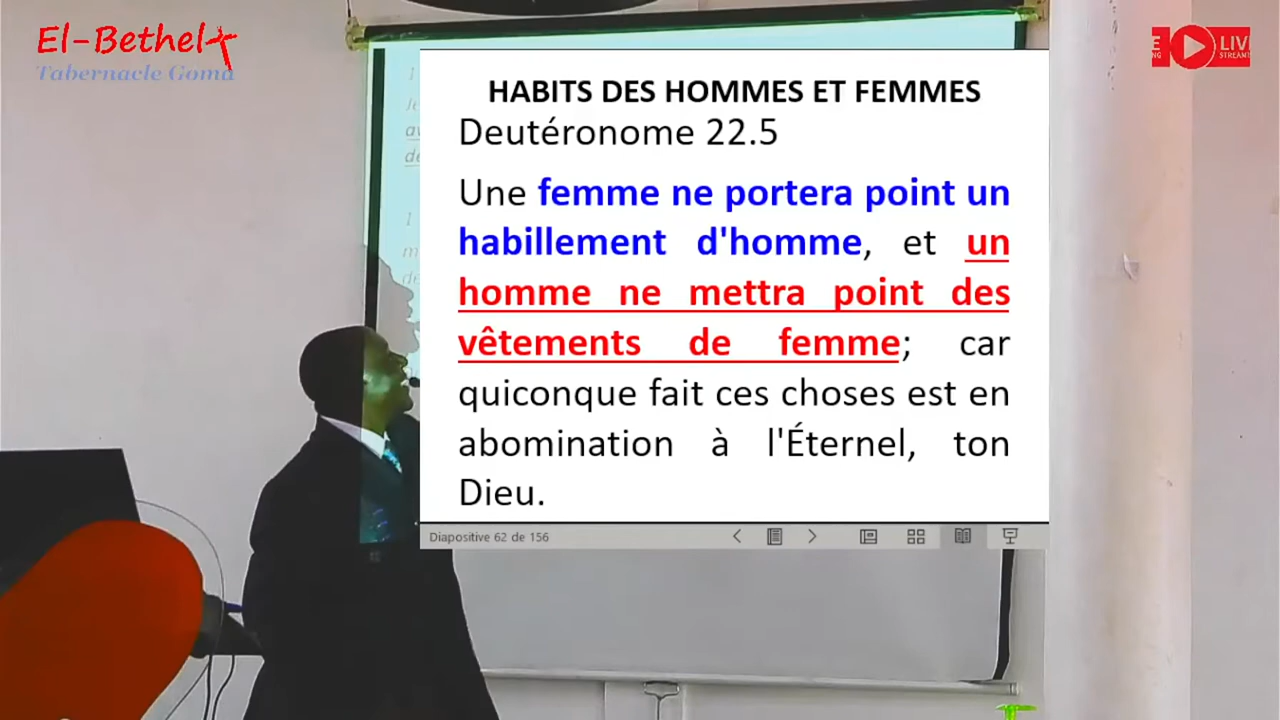 El-Bethel
Tabernacle Goma
LIVE
HABITS DES HOMMES ET FEMMES
Deutéronome 22.5
Une femme ne portera point un
habillement d'homme, et un
homme ne mettra point des
vêtements de femme; car
quiconque fait ces choses est en
abomination à l'Éternel, ton
Dieu.
Diapositive 62 de 156